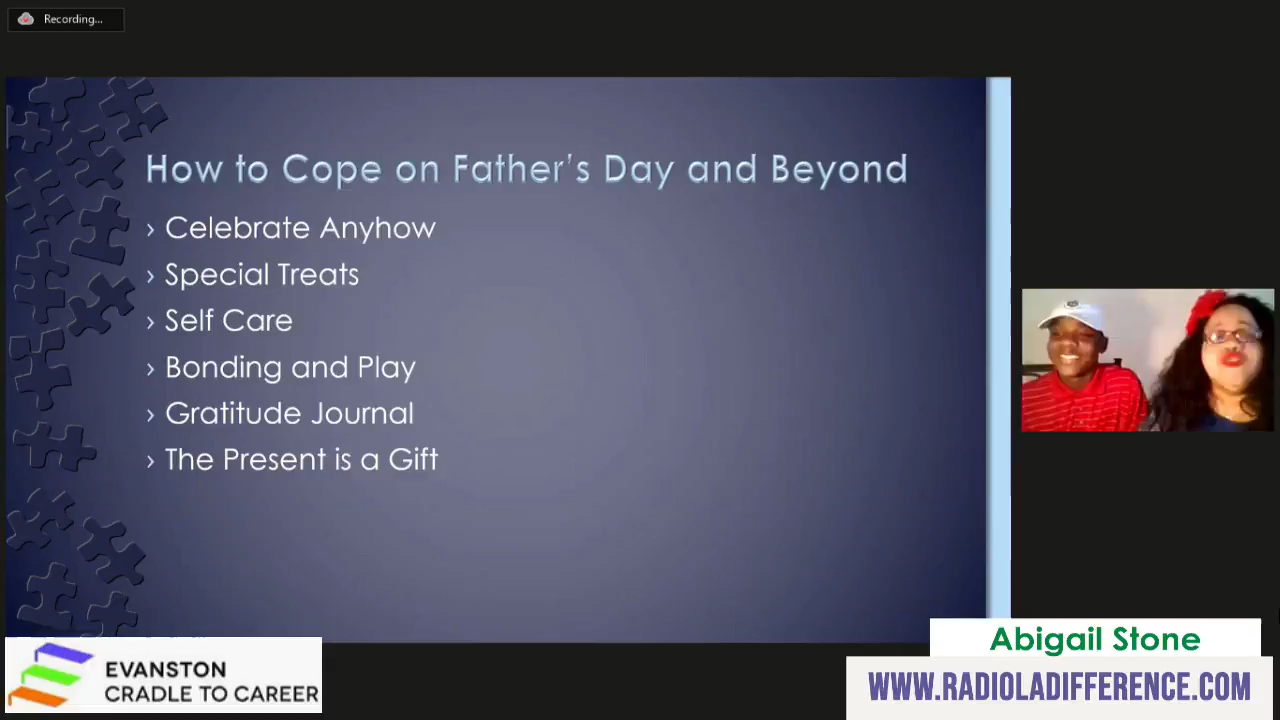 Recording...
How to Cope on Father's Day and Beyond
› Celebrate Anyhow
› Special Treats
› Self Care
› Bonding and Play
› Gratitude Journal
› The Present is a Gift
EVANSTON
CRADLE TO CAREER
Abigail Stone
WWW.RADIOLADIFFERENCE.COM